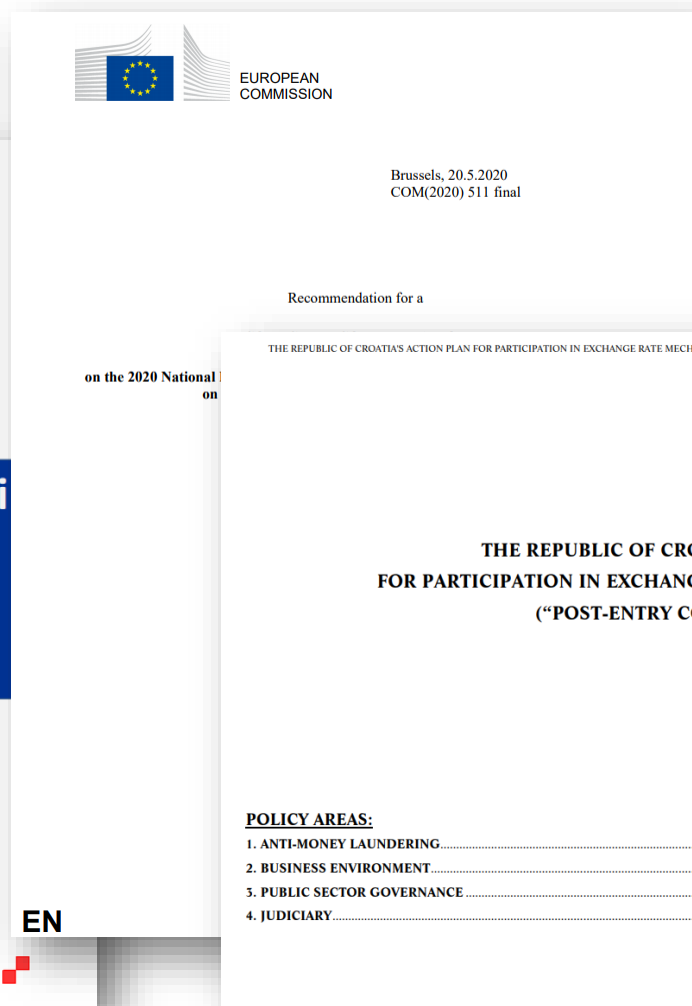 EUROPEAN
COMMISSION
Brussels, 20.5.2020
COM(2020) 511 final
Recommendation for a
on the 2020 National
on
EN
THE REPUBLIC OF CROATIA'S ACTION PLAN FOR PARTICIPATION IN EXCHANGE RATE MECH
THE REPUBLIC OF CRO
FOR PARTICIPATION IN EXCHANG
(“POST-ENTRY CO
POLICY AREAS:
1. ANTI-MONEY LAUNDERING
2. BUSINESS ENVIRONMENT
3. PUBLIC SECTOR GOVERNANCE
4. JUDICIARY